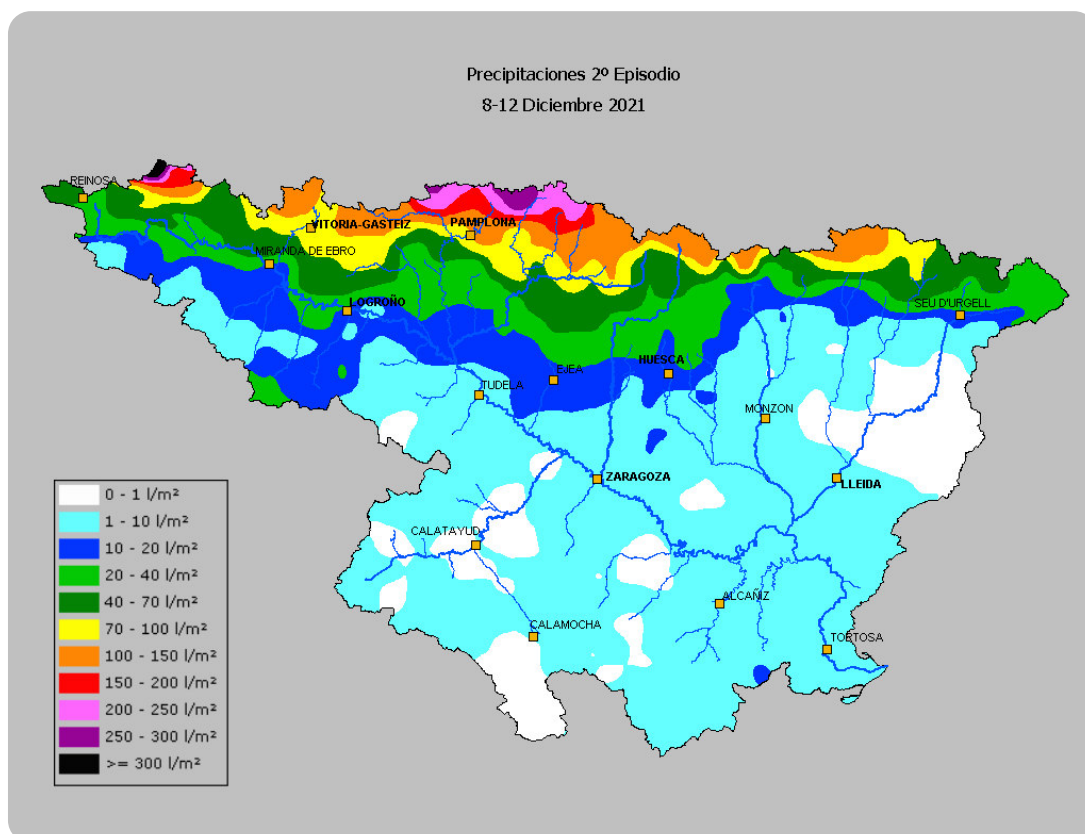 Precipitaciones 2º Episodio
8-12 Diciembre 2021
REINOSA
VITORIA-GASTEIZ
PAMPLONA
MIRANDA DE EBRO
LOGROÑO
SEU D'URGELL
HUESCA
EJEA
TUDELA
MONZON
ZARAGOZA
LLEIDA
CALATAYUD
ALCAÑIZ
CALAMOCHA
TORTOSA
0 - 1 l/m²
1 - 10 l/m²
10 - 20 l/m²
20 - 40 l/m²
40 - 70 l/m²
70 - 100 l/m²
100 - 150 l/m²
150 - 200 l/m²
200 - 250 l/m²
250 - 300 l/m²
>= 300 l/m²